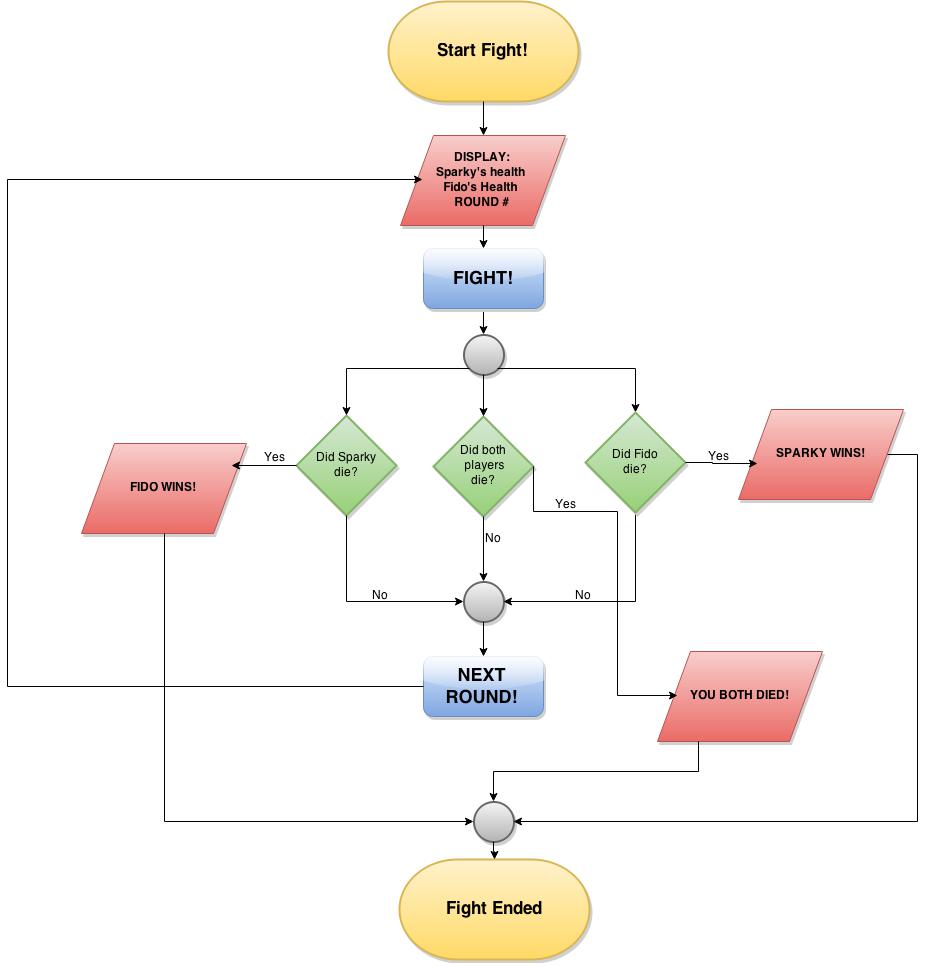 Start Fight!
DISPLAY:
Sparky's health
Fido's Health
ROUND #
FIGHT!
Did Sparky
die?
Yes
FIDO WINS!
Did both
players
die?
Yes
Did Fido
die?
Yes
SPARKY WINS!
No
No
No
NEXT
ROUND!
YOU BOTH DIED!
Fight Ended